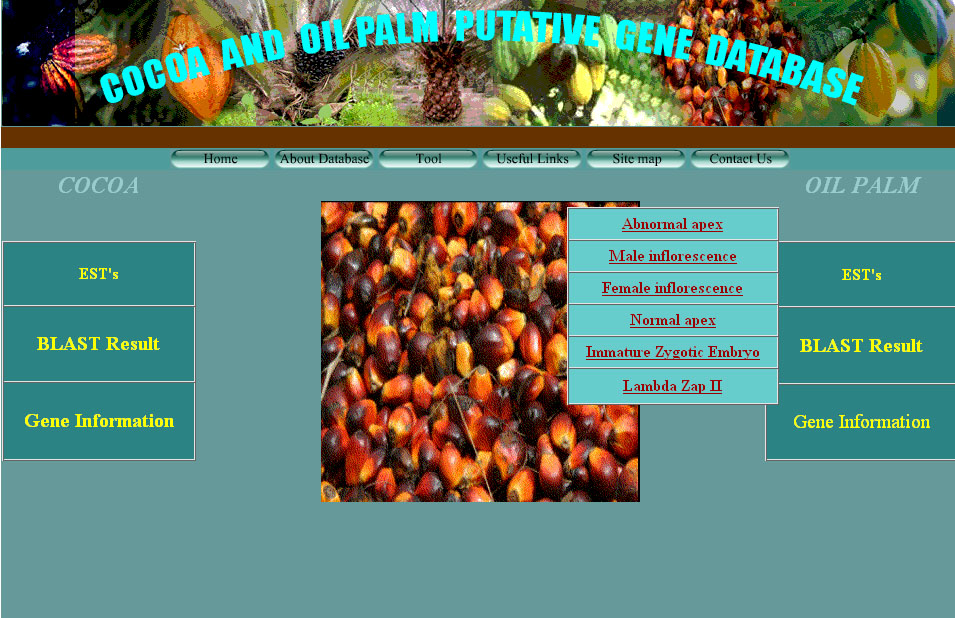 COCOA AND OIL PALM PUTATIVE GENE DATABASE
Home About Database Tool Useful Links Site map Contact Us
COCOA
OIL PALM
EST's
BLAST Result
Gene Information
Abnormal apex
Male inflorescence
Female inflorescence
Normal apex
Immature Zygotic Embryo
Lambda Zap II
EST's
BLAST Result
Gene Information